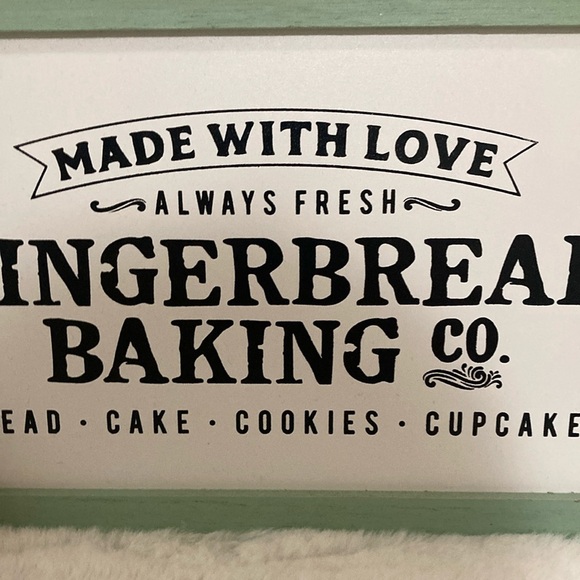 MADE WITH LOVE
ALWAYS FRESH
INGERBREA
BAKING CO.
EAD · CAKE · COOKIES · CUPCAKE